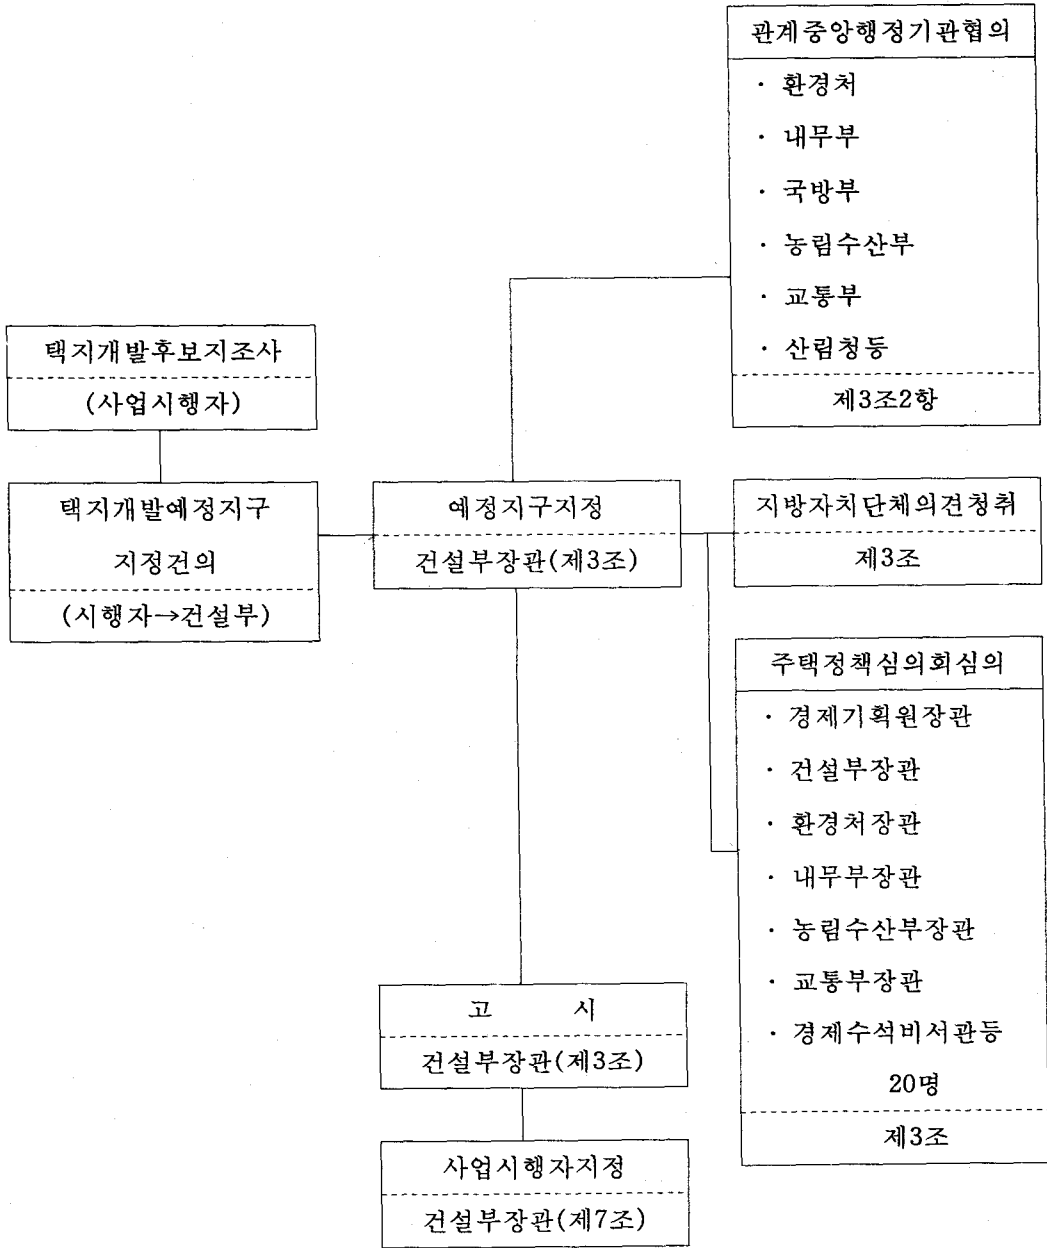 관계중앙행정기관협의
· 환경처
· 내무부
· 국방부
· 농림수산부
· 교통부
· 산림청등
제3조2항
택지개발후보지조사
(사업시행자)
택지개발예정지구
지정건의
(시행자→건설부)
예정지구지정
건설부장관(제3조)
지방자치단체의견청취
제3조
주택정책심의회심의
· 경제기획원장관
· 건설부장관
· 환경처장관
· 내무부장관
· 농림수산부장관
· 교통부장관
· 경제수석비서관등
20명
제3조
고 시
건설부장관(제3조)
사업시행자지정
건설부장관(제7조)